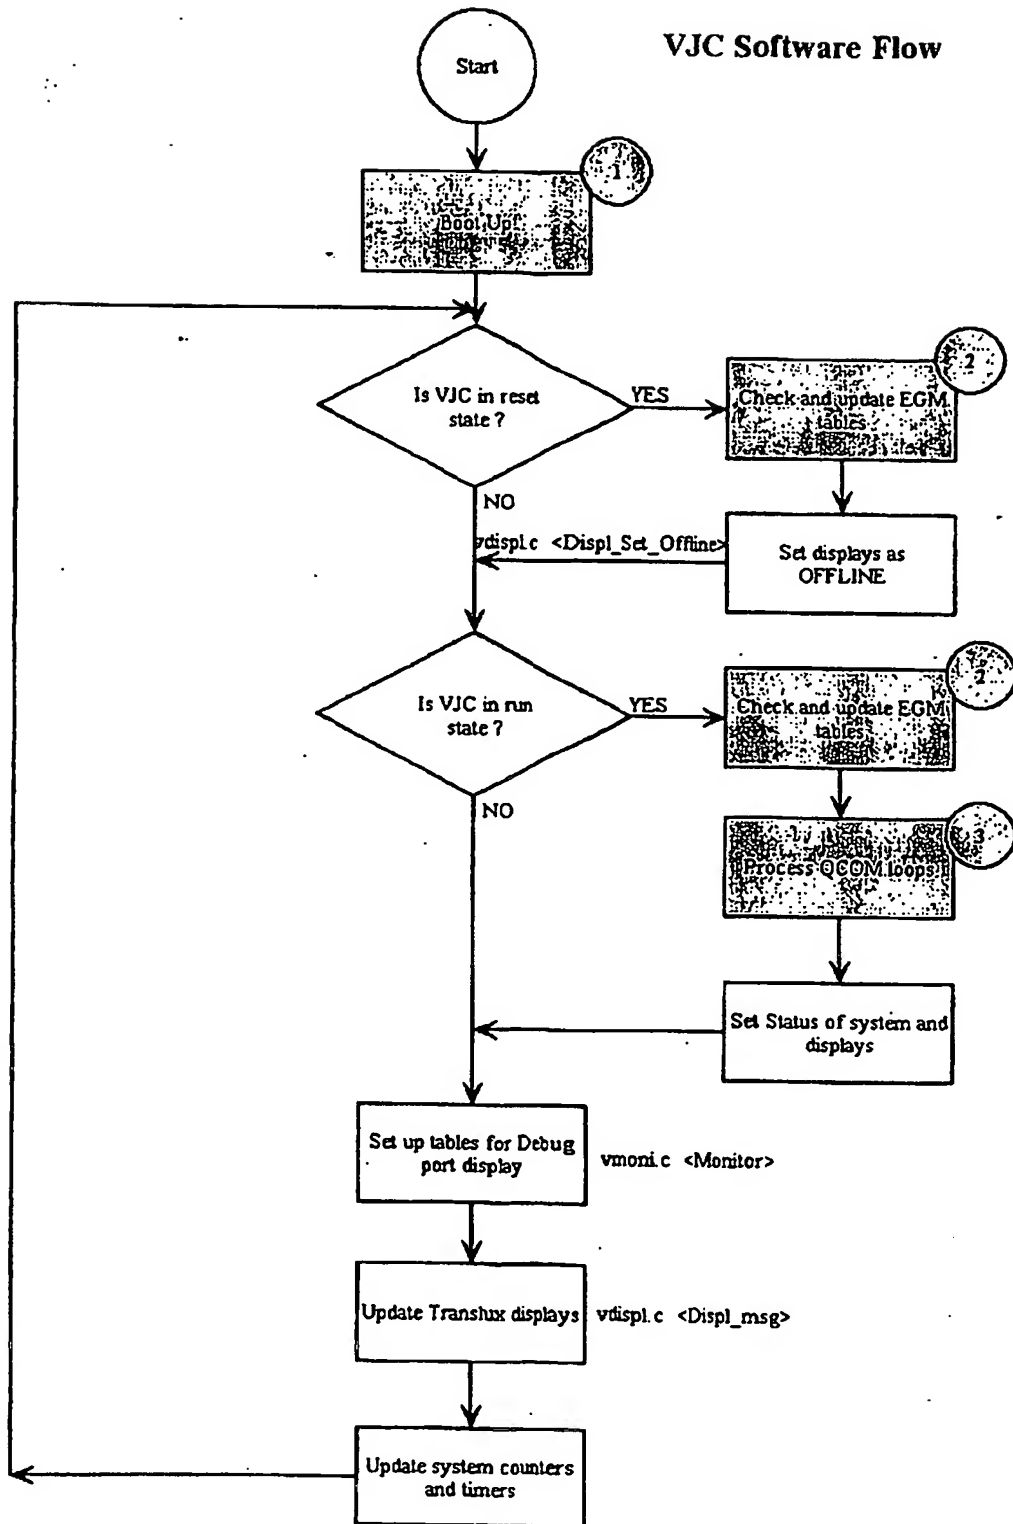 VJC Software Flow
Start
1
Boot Up
Is VJC in reset
state ?
YES
2
Check and update EGM
tables
NO
vdispl.c <Displ_Set_Offline>
Set displays as
OFFLINE
Is VJC in run
state ?
YES
2
Check and update EGM
tables
NO
3
Process QCOM loops
Set Status of system and
displays
Set up tables for Debug
port display
vmoni.c <Monitor>
Update Translux displays
vdispl.c <Displ_msg>
Update system counters
and timers